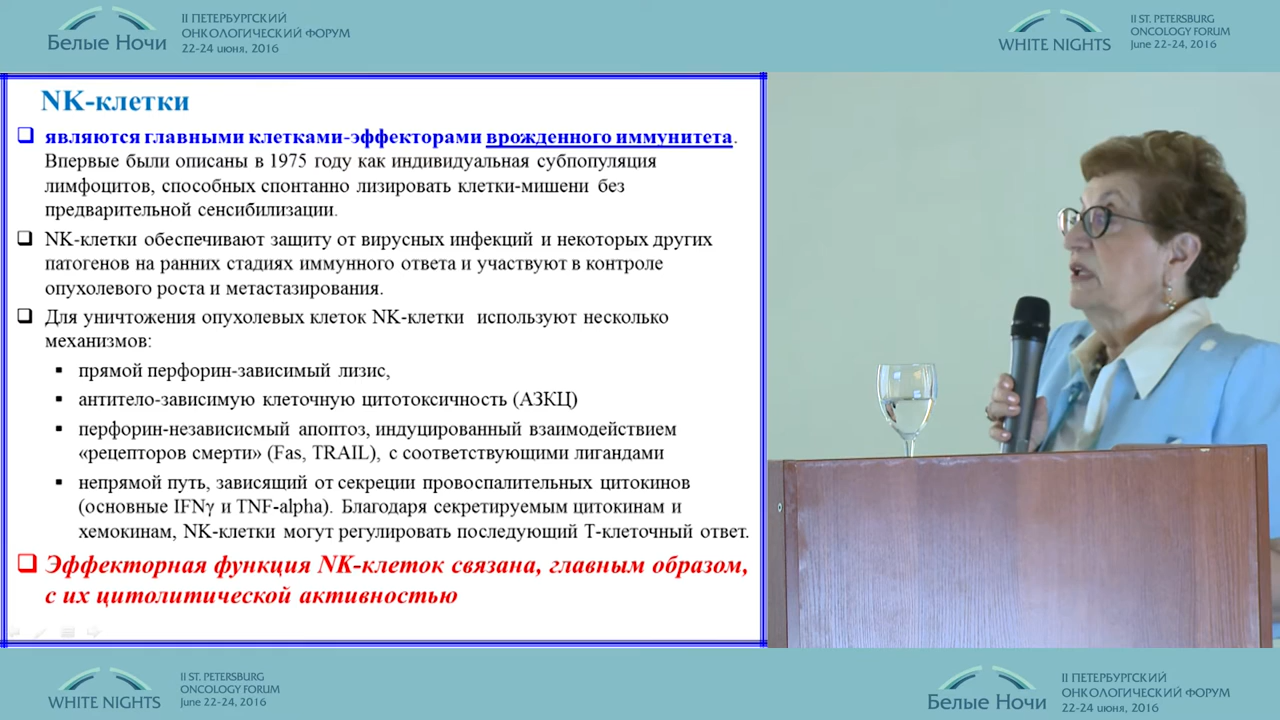 Белые Ночи
II ПЕТЕРБУРГСКИЙ
ОНКОЛОГИЧЕСКИЙ ФОРУМ
22-24 июня, 2016
WHITE NIGHTS
II ST. PETERSBURG
ONCOLOGY FORUM
June 22-24, 2016
NK-клетки
являются главными клетками-эффекторами врожденного иммунитета.
Впервые были описаны в 1975 году как индивидуальная субпопуляция
лимфоцитов, способных спонтанно лизировать клетки-мишени без
предварительной сенсибилизации.
NK-клетки обеспечивают защиту от вирусных инфекций и некоторых других
патогенов на ранних стадиях иммунного ответа и участвуют в контроле
опухолевого роста и метастазирования.
Для уничтожения опухолевых клеток NK-клетки используют несколько
механизмов:
прямой перфорин-зависимый лизис,
антитело-зависимую клеточную цитотоксичность (АЗКЦ)
перфорин-независисмый апоптоз, индуцированный взаимодействием
«рецепторов смерти» (Fas, TRAIL), с соответствующими лигандами
непрямой путь, зависящий от секреции провоспалительных цитокинов
(основные IFNγ и TNF-alpha). Благодаря секретируемым цитокинам и
хемокинам, NK-клетки могут регулировать последующий Т-клеточный ответ.
Эффекторная функция NK-клеток связана, главным образом,
с их цитолитической активностью
WHITE NIGHTS
II ST. PETERSBURG
ONCOLOGY FORUM
June 22-24, 2016
Белые Ночи
II ПЕТЕРБУРГСКИЙ
ОНКОЛОГИЧЕСКИЙ ФОРУМ
22-24 июня, 2016